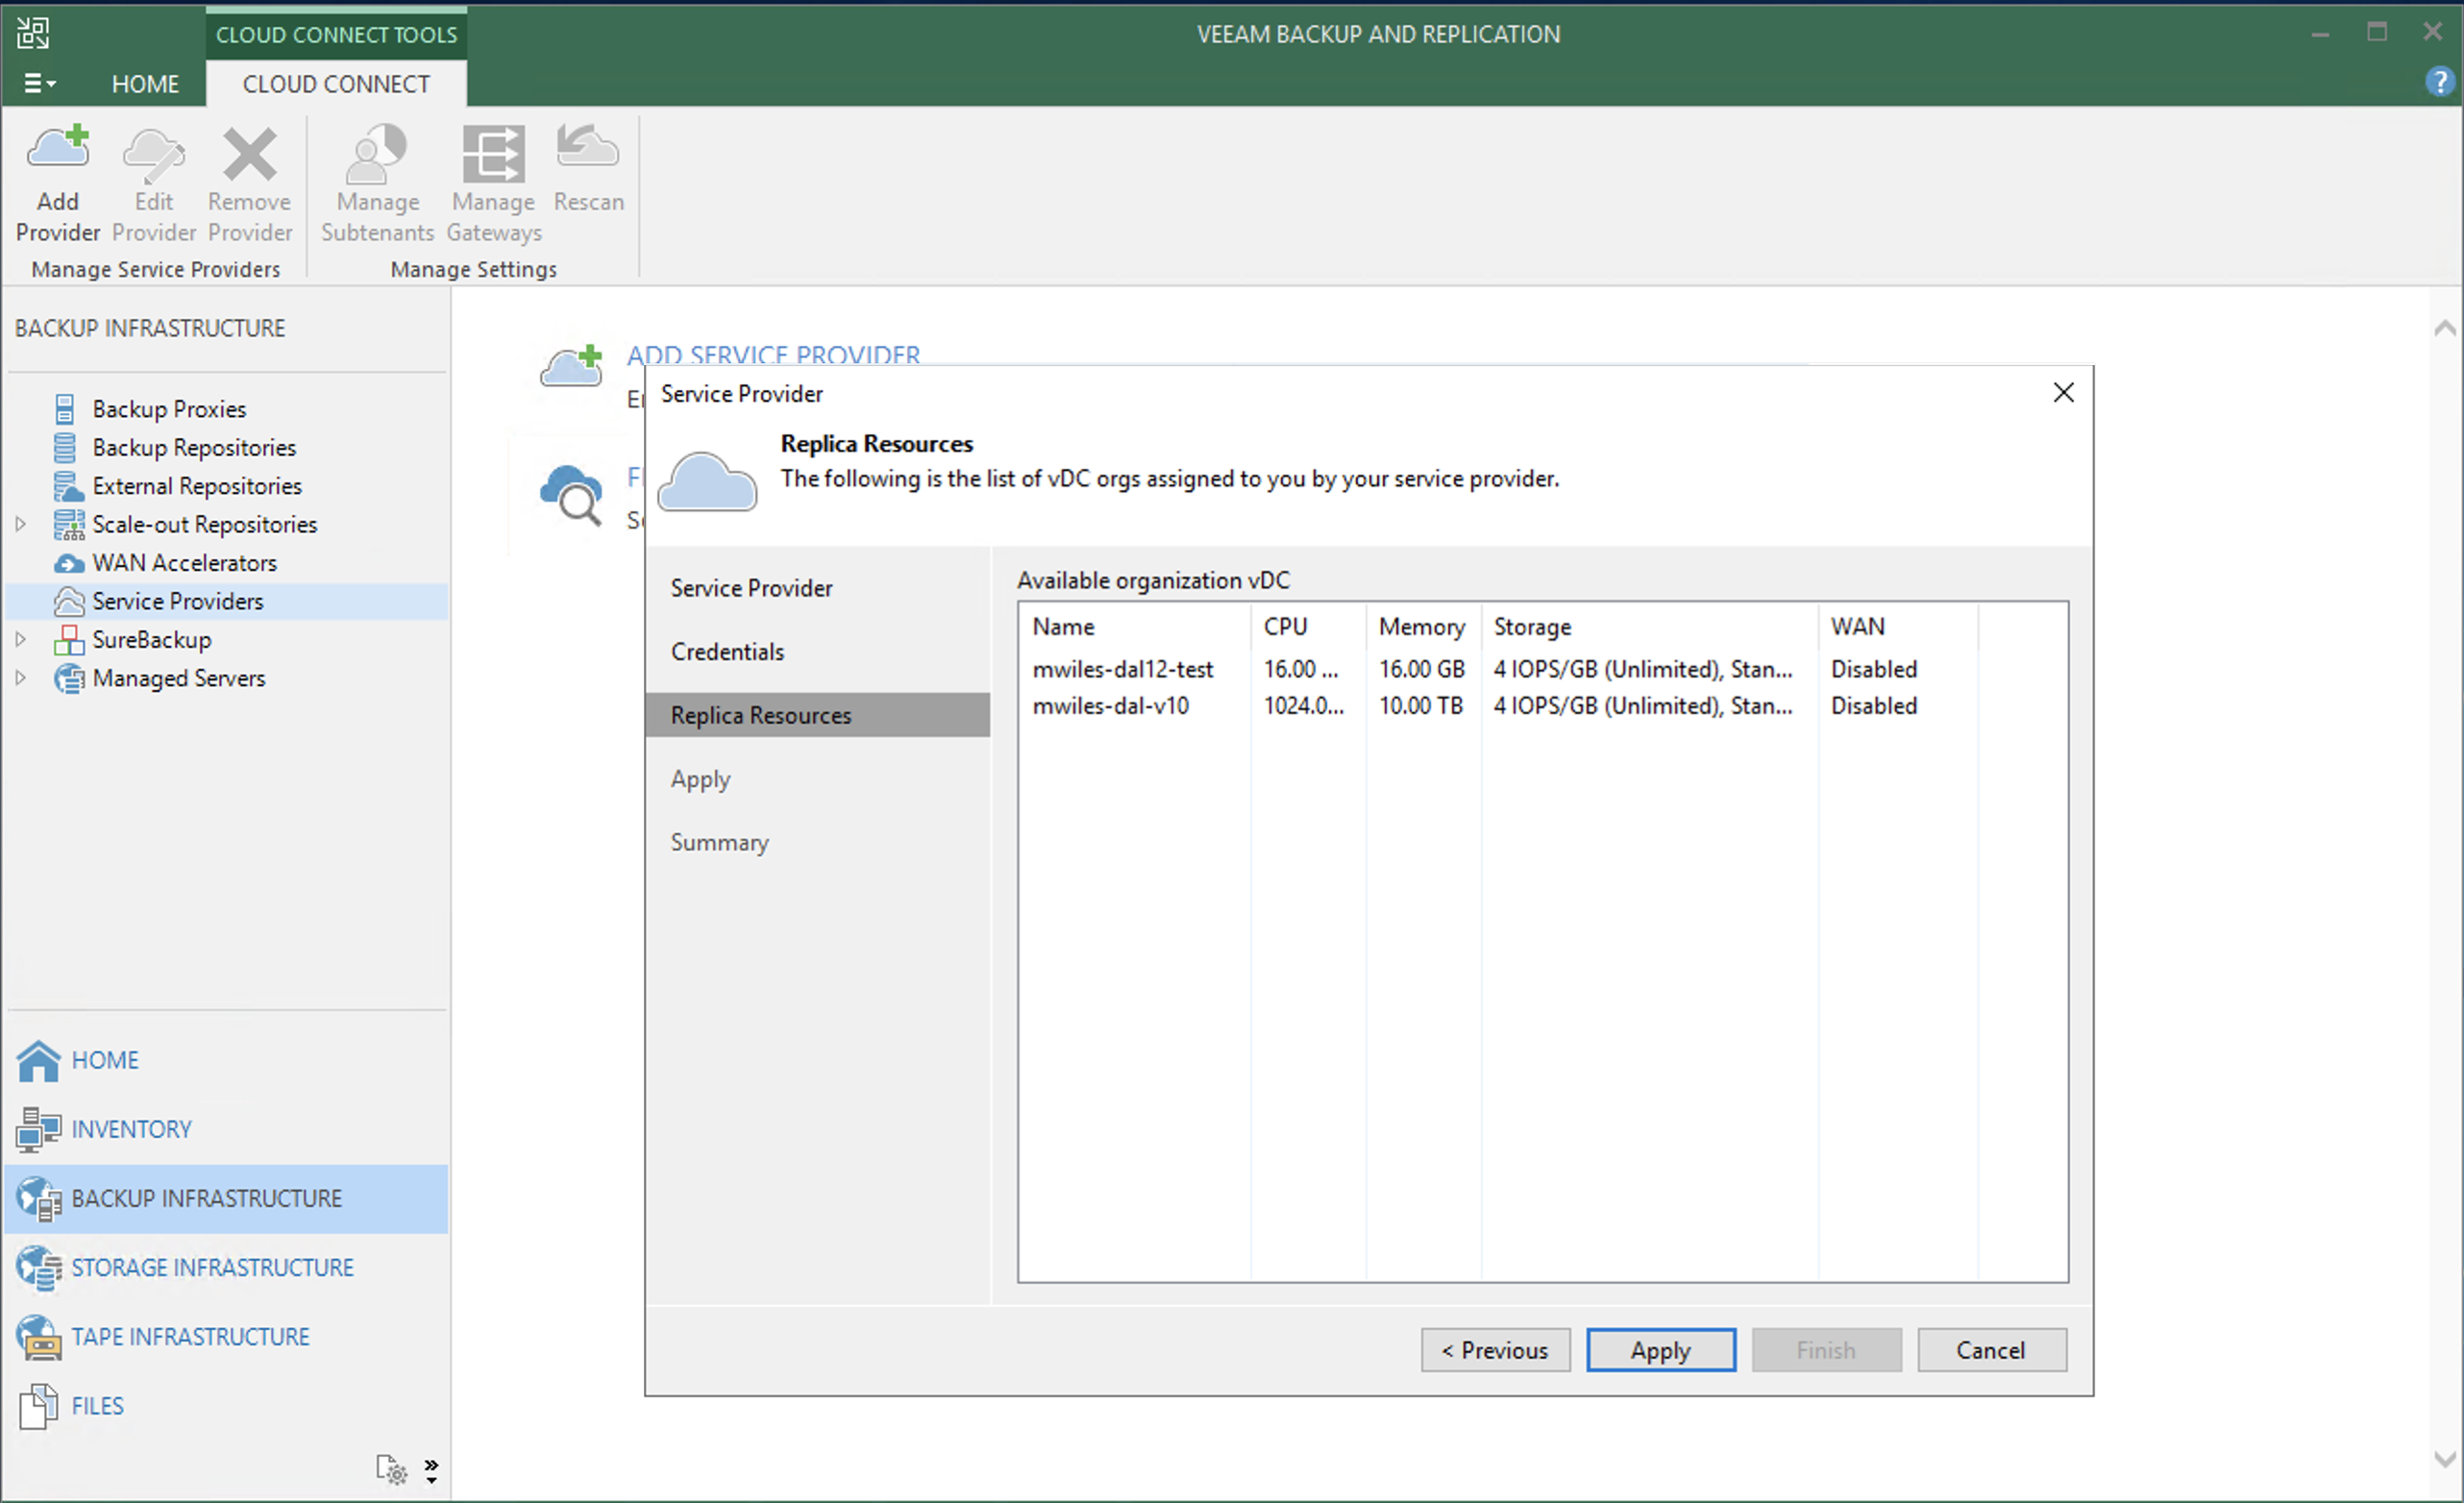 CLOUD CONNECT TOOLS
VEEAM BACKUP AND REPLICATION
HOME
CLOUD CONNECT
Add Provider
Edit Provider
Remove Provider
Manage Subtenants
Manage Gateways
Rescan
Manage Service Providers
Manage Settings
BACKUP INFRASTRUCTURE
Backup Proxies
Backup Repositories
External Repositories
Scale-out Repositories
WAN Accelerators
Service Providers
SureBackup
Managed Servers
HOME
INVENTORY
BACKUP INFRASTRUCTURE
STORAGE INFRASTRUCTURE
TAPE INFRASTRUCTURE
FILES
ADD SERVICE PROVIDER
Service Provider
Replica Resources
The following is the list of vDC orgs assigned to you by your service provider.
Service Provider
Credentials
Replica Resources
Apply
Summary
Available organization vDC
Name CPU Memory Storage WAN
mwiles-dal12-test 16.00 ... 16.00 GB 4 IOPS/GB (Unlimited), Stan... Disabled
mwiles-dal-v10 1024.0... 10.00 TB 4 IOPS/GB (Unlimited), Stan... Disabled
< Previous
Apply
Finish
Cancel